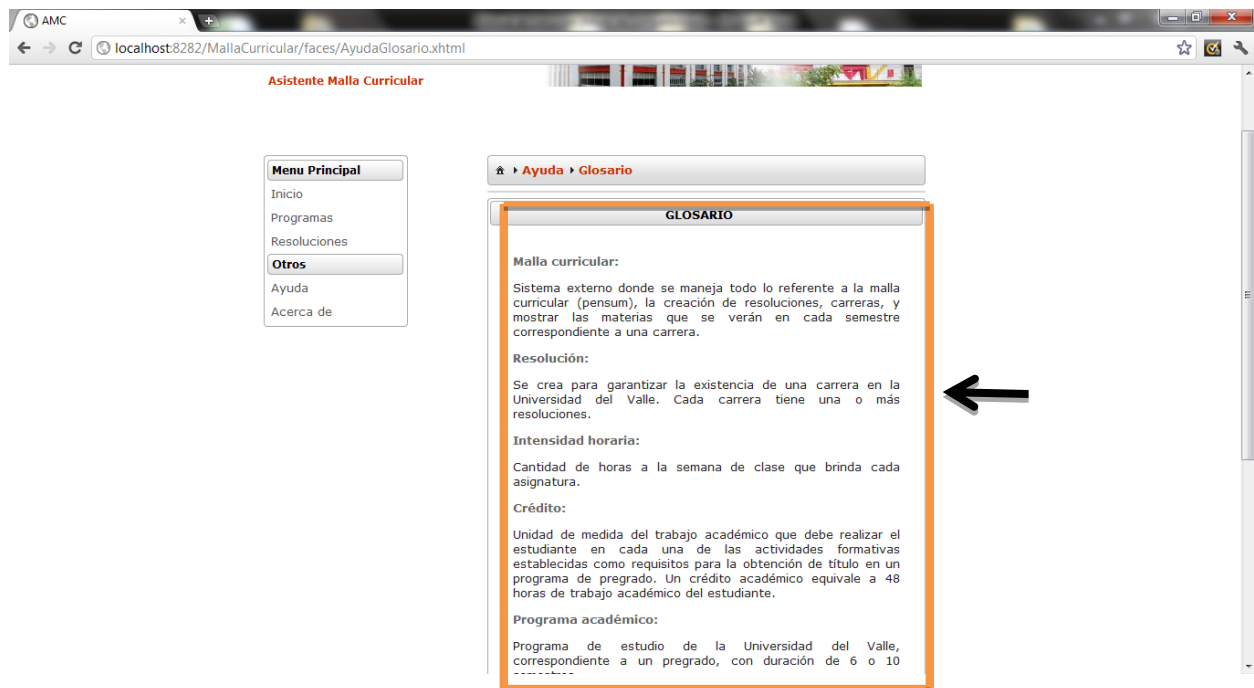 AMC
localhost:8282/MallaCurricular/faces/AyudaGlosario.xhtml
Asistente Malla Curricular
Menu Principal
Inicio
Programas
Resoluciones
Otros
Ayuda
Acerca de
Ayuda Glosario
GLOSARIO
Malla curricular:
Sistema externo donde se maneja todo lo referente a la malla
curricular (pensum), la creación de resoluciones, carreras, y
mostrar las materias que se verán en cada semestre
correspondiente a una carrera.
Resolución:
Se crea para garantizar la existencia de una carrera en la
Universidad del Valle. Cada carrera tiene una o más
resoluciones.
Intensidad horaria:
Cantidad de horas a la semana de clase que brinda cada
asignatura.
Crédito:
Unidad de medida del trabajo académico que debe realizar el
estudiante en cada una de las actividades formativas
establecidas como requisitos para la obtención de título en un
programa de pregrado. Un crédito académico equivale a 48
horas de trabajo académico del estudiante.
Programa académico:
Programa de estudio de la Universidad del Valle,
correspondiente a un pregrado, con duración de 6 o 10